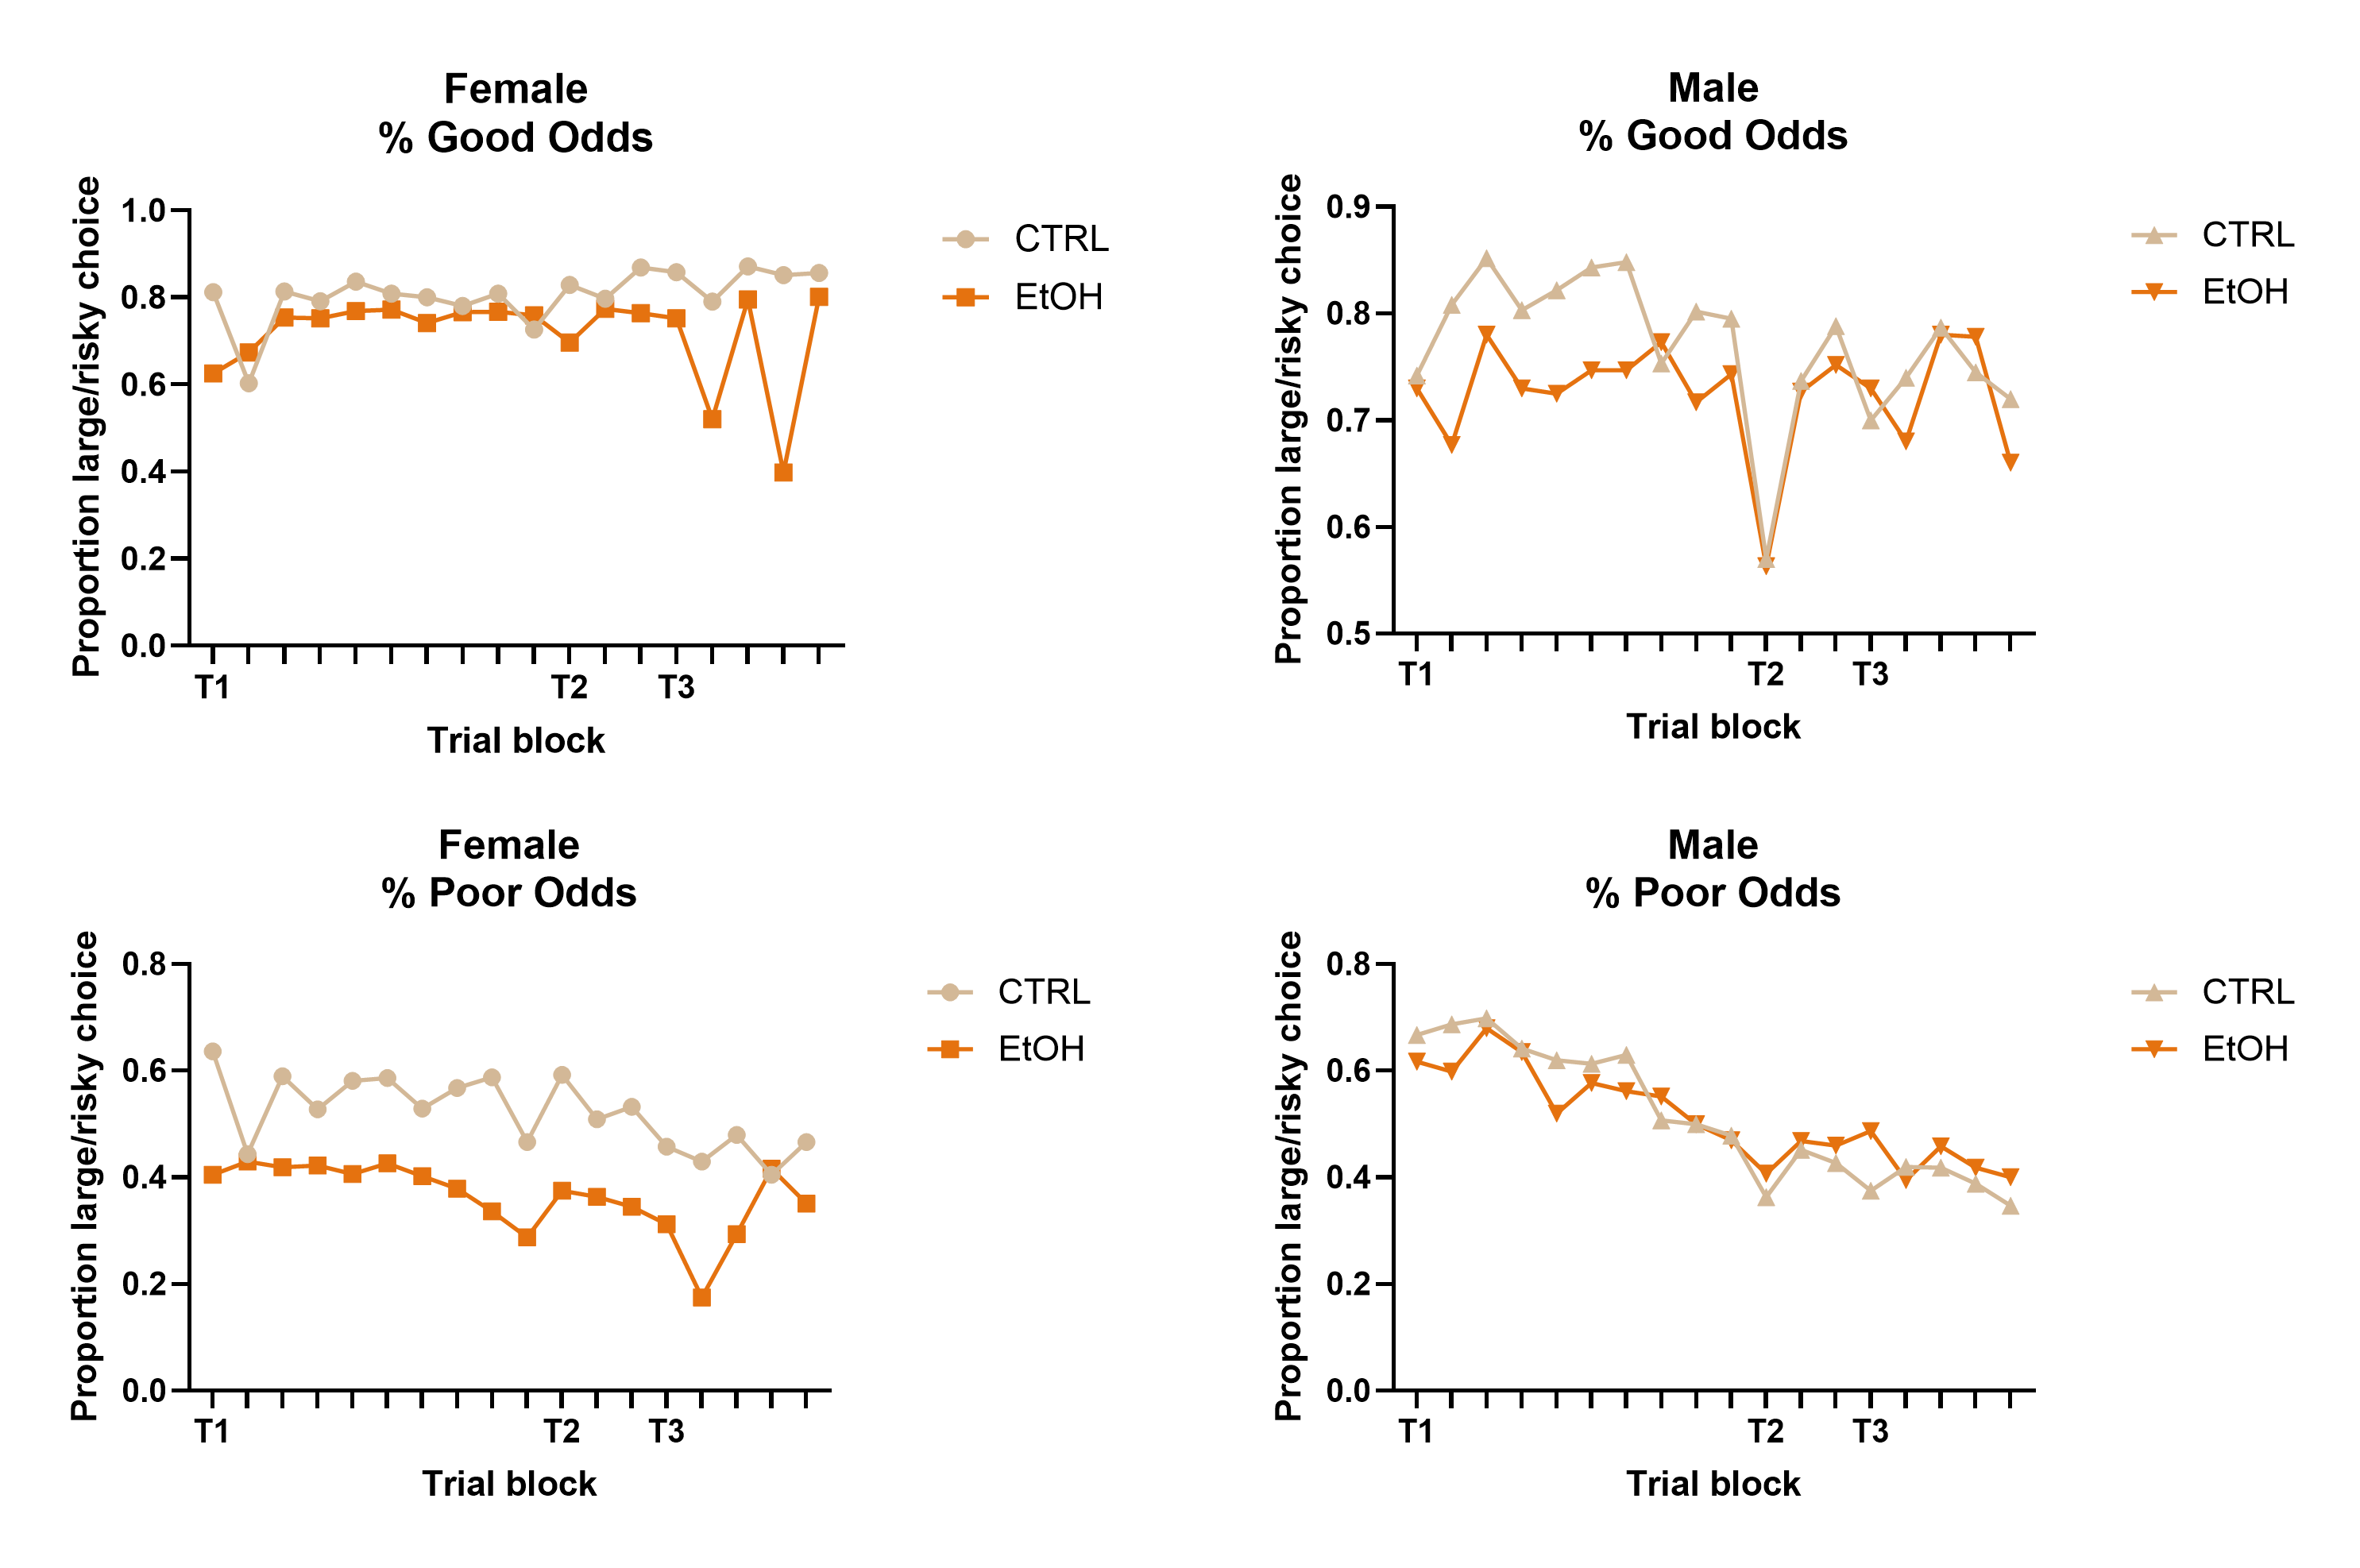 Female
% Good Odds
Proportion large/risky choice
1.0
0.8
0.6
0.4
0.2
0.0
T1
T2
T3
Trial block
CTRL
EtOH
Male
% Good Odds
Proportion large/risky choice
0.9
0.8
0.7
0.6
0.5
T1
T2
T3
Trial block
CTRL
EtOH
Female
% Poor Odds
Proportion large/risky choice
0.8
0.6
0.4
0.2
0.0
T1
T2
T3
Trial block
CTRL
EtOH
Male
% Poor Odds
Proportion large/risky choice
0.8
0.6
0.4
0.2
0.0
T1
T2
T3
Trial block
CTRL
EtOH